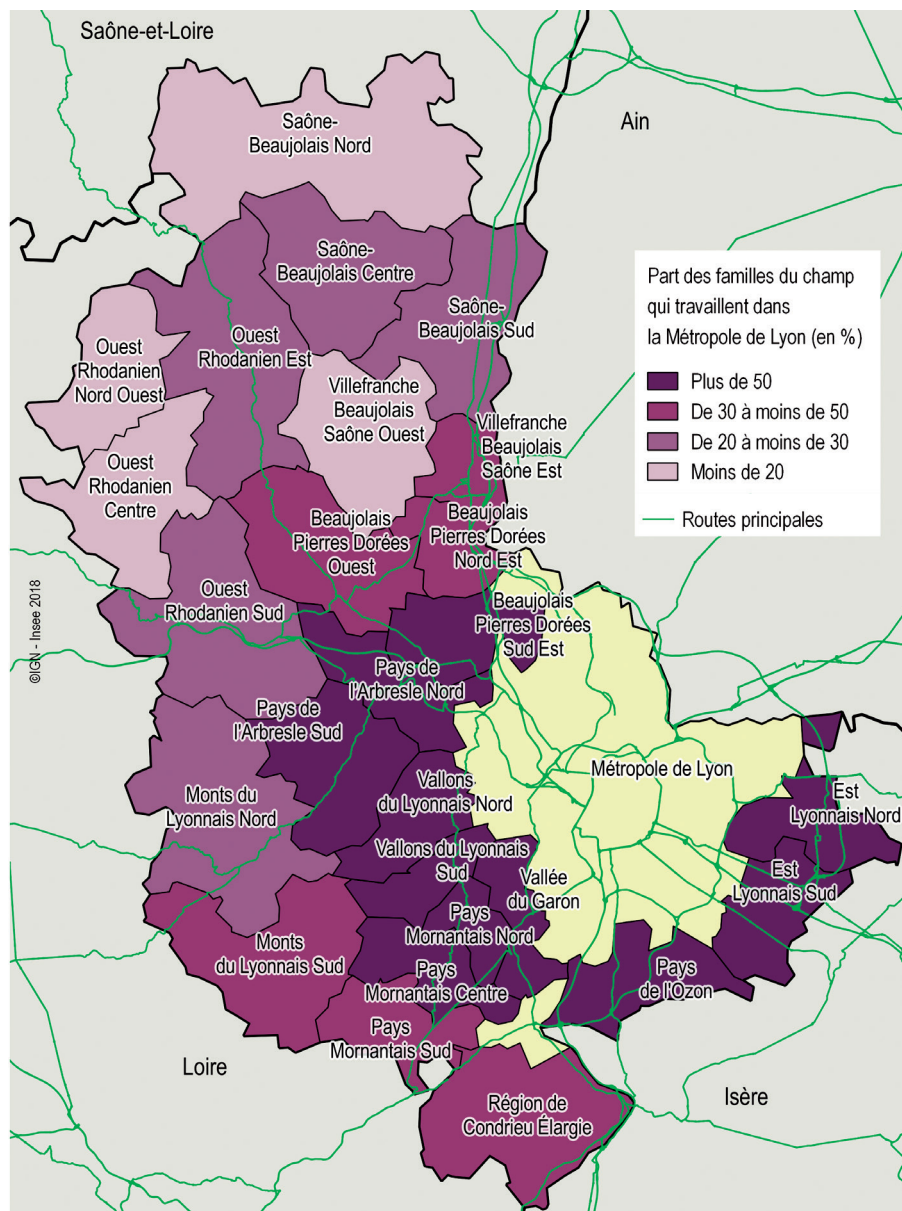 Saône-et-Loire
Ain
Saône-
Beaujolais Nord
Saône-
Beaujolais Centre
Saône-
Beaujolais Sud
Ouest
Rhodanien Est
Ouest
Rhodanien
Nord Ouest
Villefranche
Beaujolais
Saône Ouest
Villefranche
Beaujolais
Saône Est
Ouest
Rhodanien
Centre
Beaujolais
Pierres Dorées
Ouest
Beaujolais
Pierres Dorées
Nord Est
Ouest
Rhodanien Sud
Beaujolais
Pierres Dorées
Sud Est
Pays de
l'Arbresle Nord
Pays de
l'Arbresle Sud
Métropole de Lyon
Monts du
Lyonnais Nord
Vallons
du Lyonnais Nord
Est
Lyonnais Nord
Vallons du Lyonnais
Sud
Vallée
du Garon
Est
Lyonnais Sud
Pays
Mornantais Nord
Monts
du Lyonnais Sud
Pays
Mornantais Centre
Pays
de l'Ozon
Pays
Mornantais Sud
Région de
Condrieu Élargie
Loire
Isère
Part des familles du champ
qui travaillent dans
la Métropole de Lyon (en %)
Plus de 50
De 30 à moins de 50
De 20 à moins de 30
Moins de 20
Routes principales
©IGN - Insee 2018